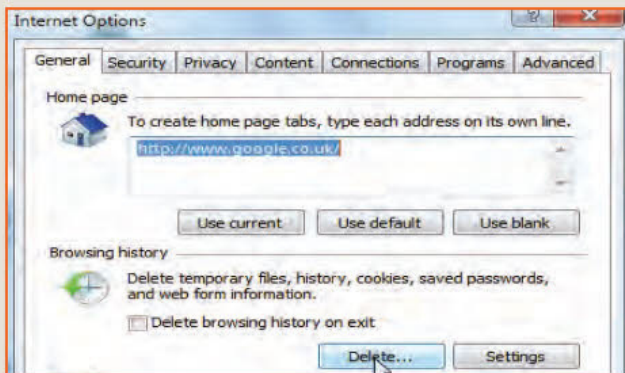 Internet Options
General Security Privacy Content Connections Programs Advanced
Home page
To create home page tabs, type each address on its own line.
http://www.google.co.uk/
Use current Use default Use blank
Browsing history
Delete temporary files, history, cookies, saved passwords,
and web form information.
Delete browsing history on exit
Delete... Settings